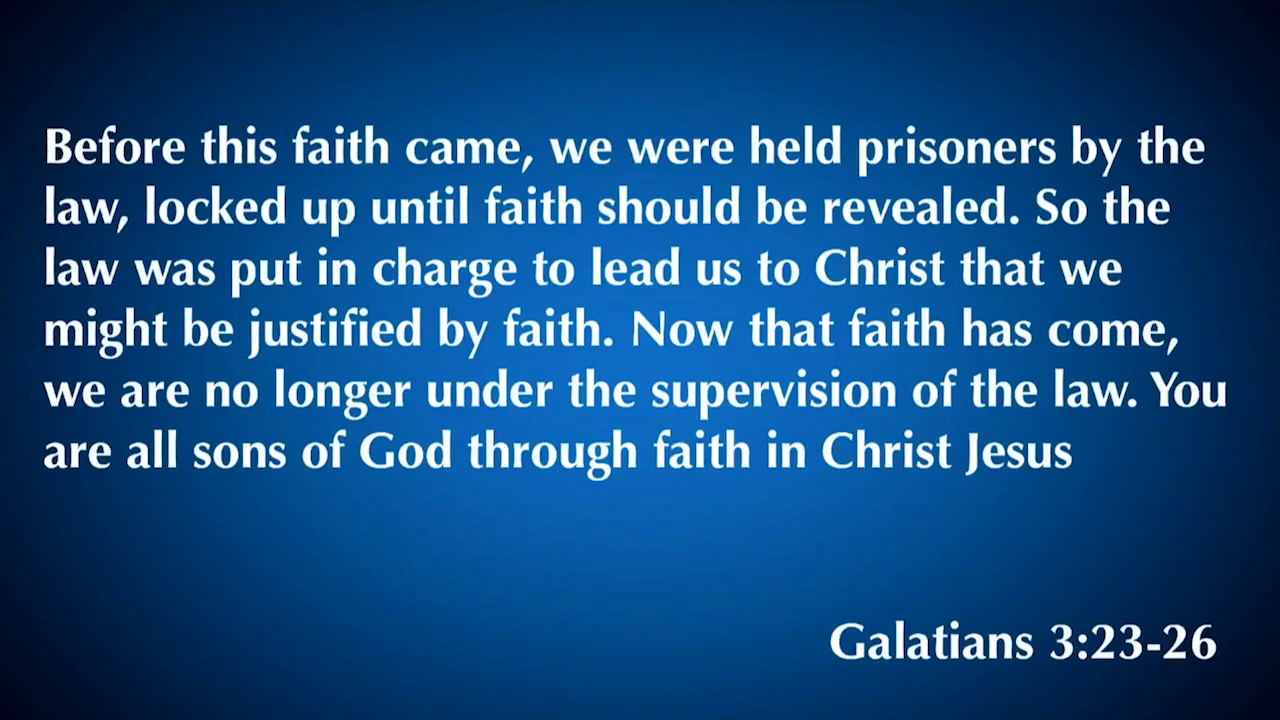 Before this faith came, we were held prisoners by the
law, locked up until faith should be revealed. So the
law was put in charge to lead us to Christ that we
might be justified by faith. Now that faith has come,
we are no longer under the supervision of the law. You
are all sons of God through faith in Christ Jesus
Galatians 3:23-26